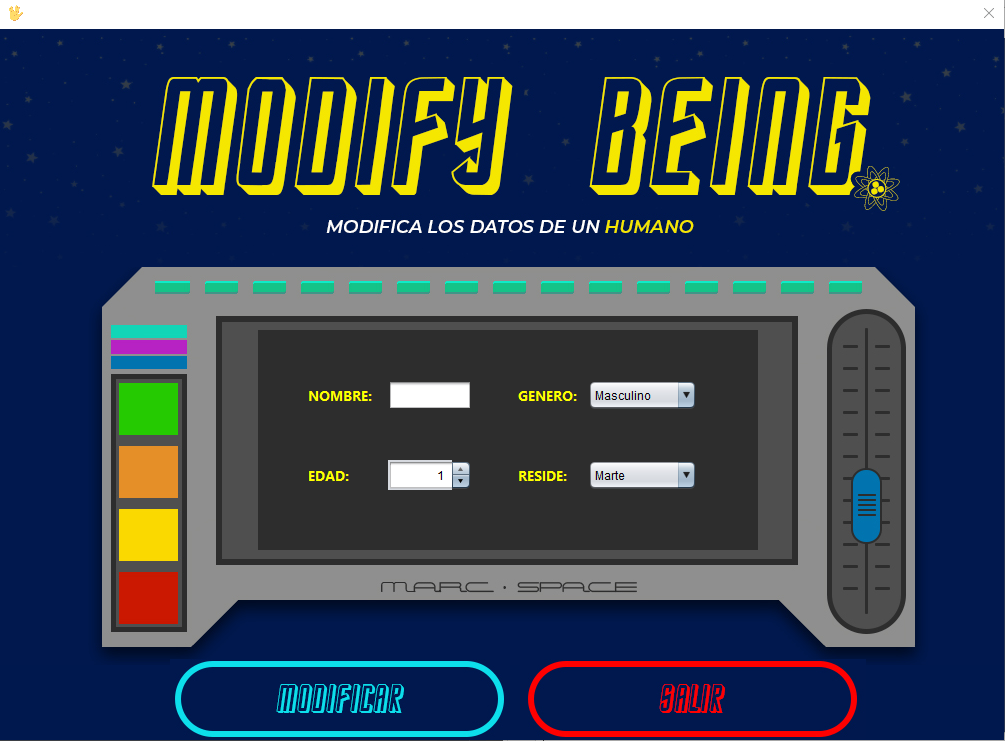 MODIFY BEING
MODIFICA LOS DATOS DE UN HUMANO
NOMBRE: GENERO: Masculino
EDAD: 1 RESIDE: Marte
MARC · SPACE
MODIFICAR SALIR